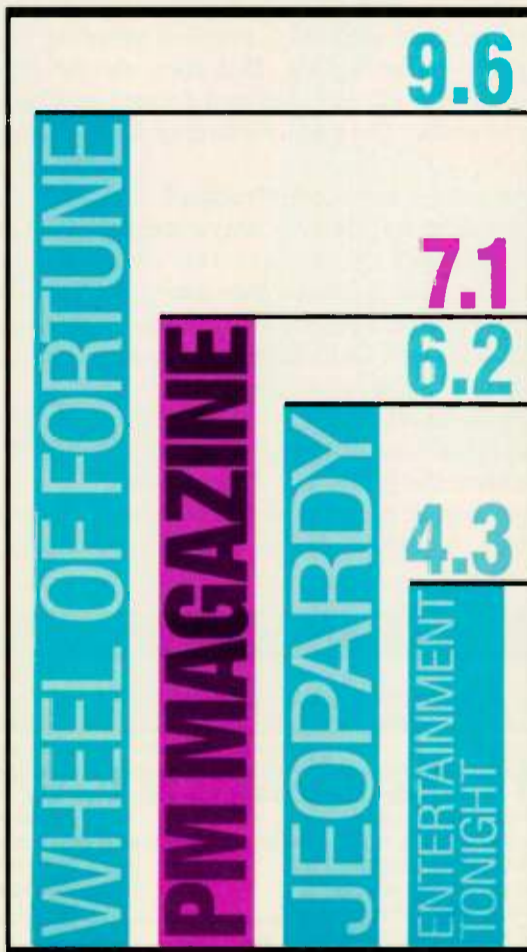 9.6
WHEEL OF FORTUNE
7.1
PM MAGAZINE
6.2
JEOPARDY
4.3
ENTERTAINMENT
TONIGHT